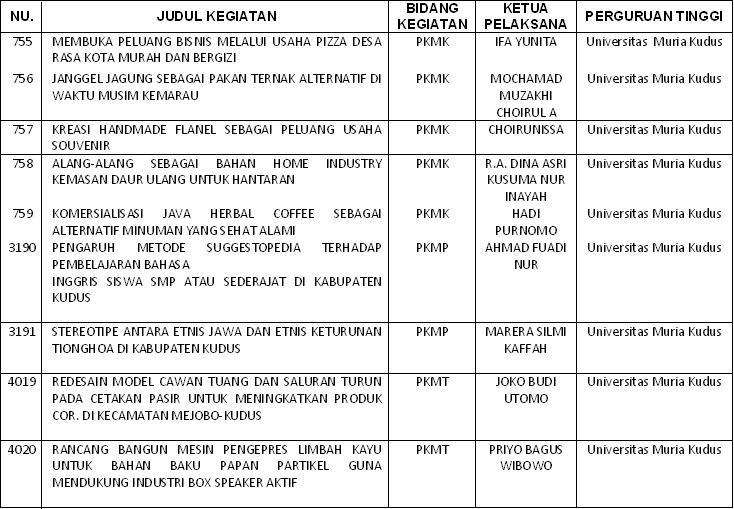 NU. JUDUL KEGIATAN BIDANG KEGIATAN KETUA PELAKSANA PERGURUAN TINGGI
755 MEMBUKA PELUANG BISNIS MELALUI USAHA PIZZA DESA PKMK IFA YUNITA Universitas Muria Kudus
RASA KOTA MURAH DAN BERGIZI
756 JANGGEL JAGUNG SEBAGAI PAKAN TERNAK ALTERNATIF DI PKMK MOCHAMAD Universitas Muria Kudus
WAKTU MUSIM KEMARAU MUZAKHI
CHOIRUL A
757 KREASI HANDMADE FLANEL SEBAGAI PELUANG USAHA PKMK CHOIRUNISSA Universitas Muria Kudus
SOUVENIR
758 ALANG-ALANG SEBAGAI BAHAN HOME INDUSTRY PKMK R.A. DINA ASRI Universitas Muria Kudus
KEMASAN DAUR ULANG UNTUK HANTARAN KUSUMA NUR
INAYAH
759 KOMERSIALISASI JAVA HERBAL COFFEE SEBAGAI PKMK HADI Universitas Muria Kudus
ALTERNATIF MINUMAN YANG SEHAT ALAMI PURNOMO
3190 PENGARUH METODE SUGGESTOPEDIA TERHADAP PKMP AHMAD FUADI Universitas Muria Kudus
PEMBELAJARAN BAHASA NUR
INGGRIS SISWA SMP ATAU SEDERAJAT DI KABUPATEN
KUDUS
3191 STEREOTIPE ANTARA ETNIS JAWA DAN ETNIS KETURUNAN PKMP MARERA SILMI Universitas Muria Kudus
TIONGHOA DI KABUPATEN KUDUS KAFFAH
4019 REDESAIN MODEL CAWAN TUANG DAN SALURAN TURUN PKMT JOKO BUDI Universitas Muria Kudus
PADA CETAKAN PASIR UNTUK MENINGKATKAN PRODUK UTOMO
COR. DI KECAMATAN MEJOBO-KUDUS
4020 RANCANG BANGUN MESIN PENGEPRES LIMBAH KAYU PKMT PRIYO BAGUS Universitas Muria Kudus
UNTUK BAHAN BAKU PAPAN PARTIKEL GUNA WIBOWO
MENDUKUNG INDUSTRI BOX SPEAKER AKTIF